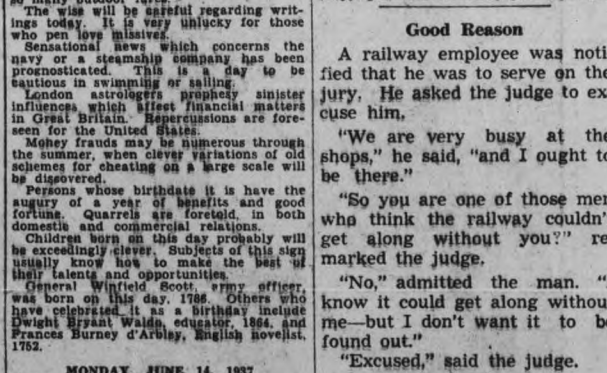 The wise will be careful regarding writ-
ings today. It is very unlucky for those
who pen love missives.
Sensational news which concerns the
navy or a steamship company has been
prognosticated. This is a day to be
cautious in swimming or sailing.
London astrologers prophesy sinister
influences which affest financial matters
in Great Britain. Repercussions are fore-
seen for the United States.
Money frauds may be numerous through
the summer, when clever variations of old
schemes for cheating on a large scale will
be discovered.
Persons whose birthdate it is have the
augury of a year of benefits and good
fortune. Quarrels are foretold, in both
domestic and commercial relations.
Children born on this day probably will
be exceedingly clever. Subjects of this sign
usually know how to make the best of
their talents and opportunities.
General Winfield Scott, army officer,
was born on this day, 1786. Others who
have celebrated it as a birthday include
Dwight Bryant Waldo, educator, 1864, and
Frances Burney d'Arblay, English novelist,
1752.
MONDAY, JUNE 14, 1937
Good Reason
A railway employee was noti
fied that he was to serve on the
jury. He asked the judge to ex
cuse him.
"We are very busy at the
shops," he said, "and I ought to
be there."
"So you are one of those men
who think the railway couldn'
get along without you?" re
marked the judge.
"No," admitted the man. "
know it could get along withou
me—but I don't want it to be
found out."
"Excused," said the judge.